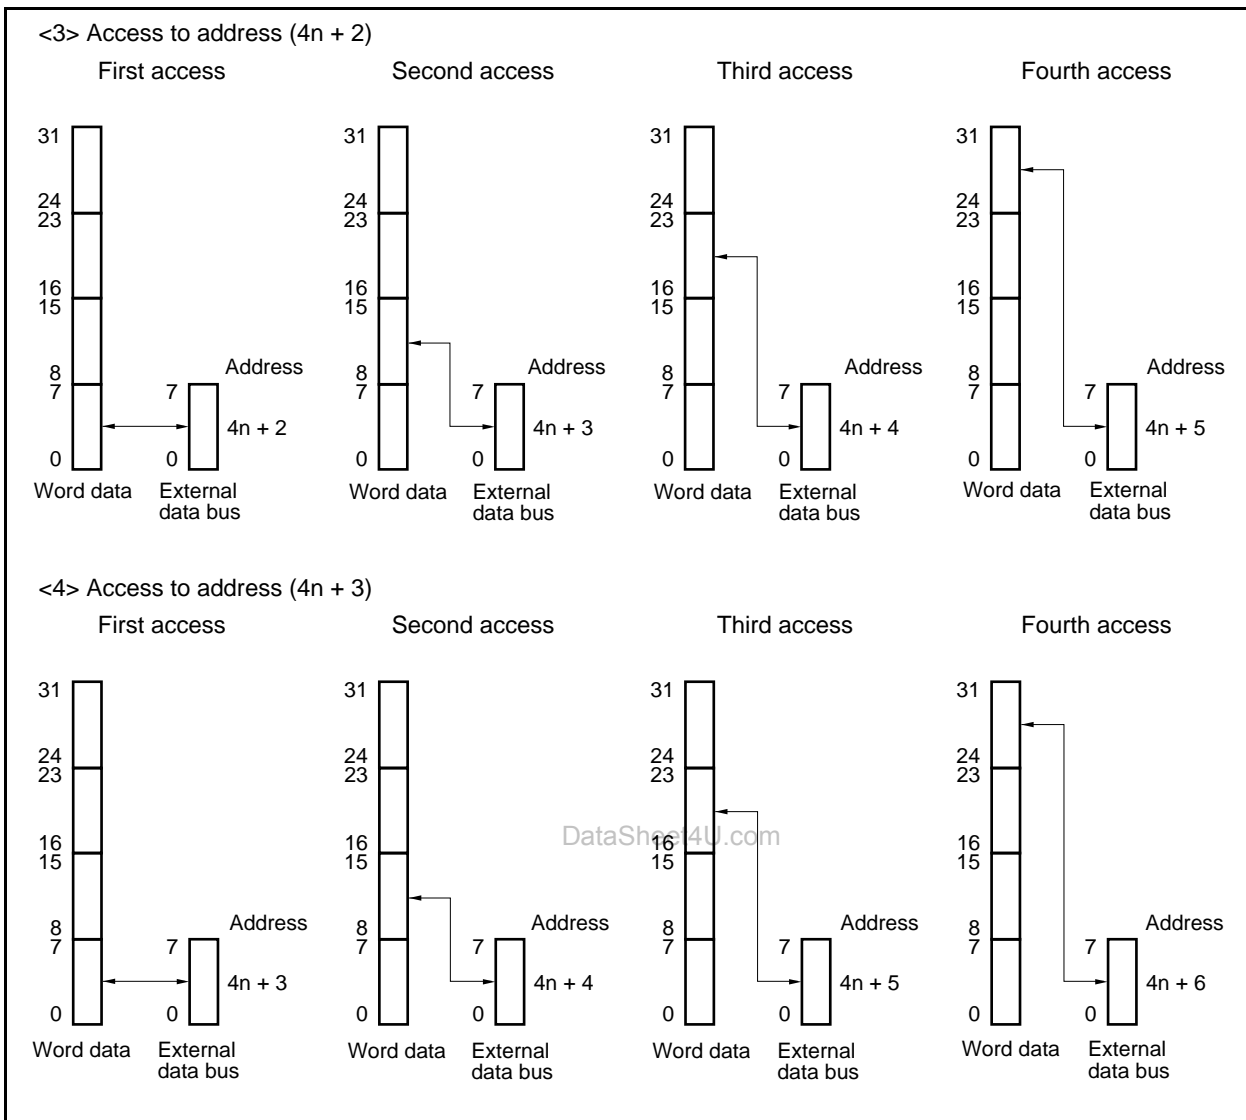 <3> Access to address (4n + 2)
First access Second access Third access Fourth access
31 31 31 31
24 24 24 24
23 23 23 23
16 16 16 16
15 15 15 15
Address Address Address Address
8 8 8 8
7 7 7 7 7 7 7 7
4n + 2 4n + 3 4n + 4 4n + 5
0 0 0 0 0 0 0 0
Word data External data bus Word data External data bus Word data External data bus Word data External data bus
<4> Access to address (4n + 3)
First access Second access Third access Fourth access
31 31 31 31
24 24 24 24
23 23 23 23
DataSheet4U.com
16 16 16 16
15 15 15 15
Address Address Address Address
8 8 8 8
7 7 7 7 7 7 7 7
4n + 3 4n + 4 4n + 5 4n + 6
0 0 0 0 0 0 0 0
Word data External data bus Word data External data bus Word data External data bus Word data External data bus